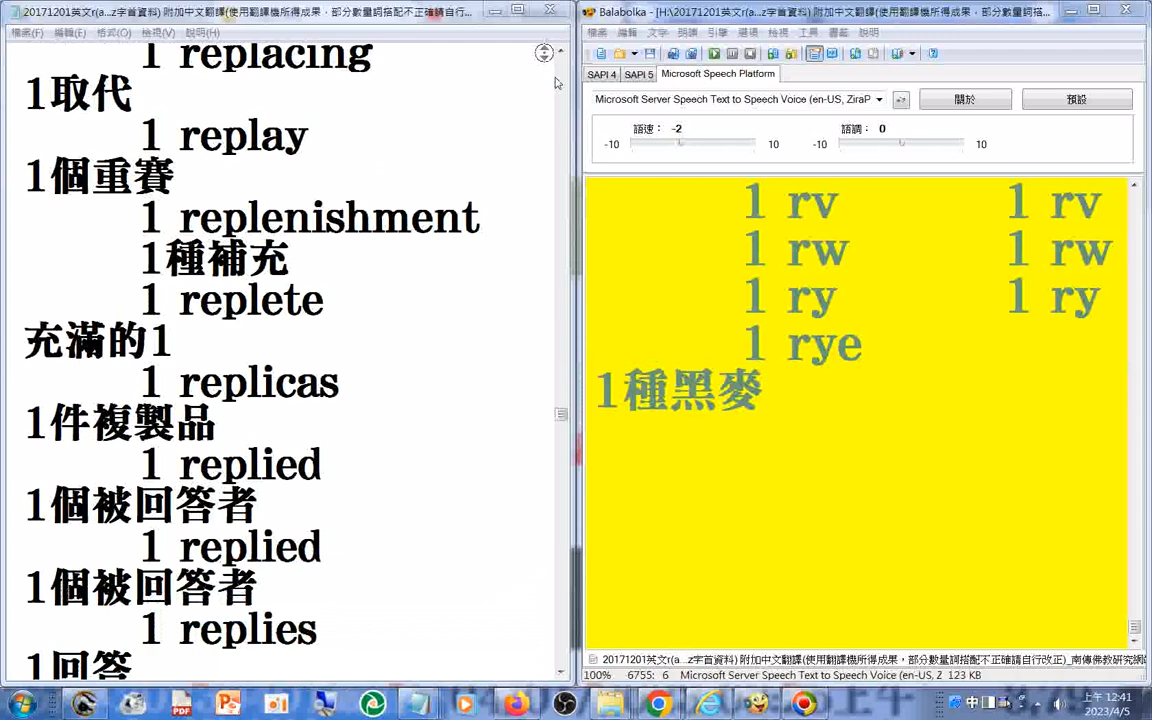 20171201英文r(a...z字首資料) 附加中文翻譯(使用翻譯機所得成果，部分數量詞搭配不正確請自行...
檔案(F) 編輯(E) 格式(O) 檢視(V) 說明(H)
1 replacing
1取代
1 replay
1個重賽
1 replenishment
1種補充
1 replete
充滿的1
1 replicas
1件複製品
1 replied
1個被回答者
1 replied
1個被回答者
1 replies
1回答
Balabolka - [H:\20171201英文r(a...z字首資料) 附加中文翻譯(使用翻譯機所得成果，部分數量詞搭...
檔案 編輯 文字 朗讀 引擎 選項 檢視 工具 書籤 說明
SAPI 4 SAPI 5 Microsoft Speech Platform
Microsoft Server Speech Text to Speech Voice (en-US, ZiraP
關於 預設
語速： -2 語調： 0
-10 10 -10 10
1 rv 1 rv
1 rw 1 rw
1 ry 1 ry
1 rye
1種黑麥
20171201英文r(a...z字首資料) 附加中文翻譯(使用翻譯機所得成果，部分數量詞搭配不正確請自行改正)_南傳佛教研究網
100% 6755: 6 Microsoft Server Speech Text to Speech Voice (en-US, Z 123 KB
中
上午 12:41
2023/4/5